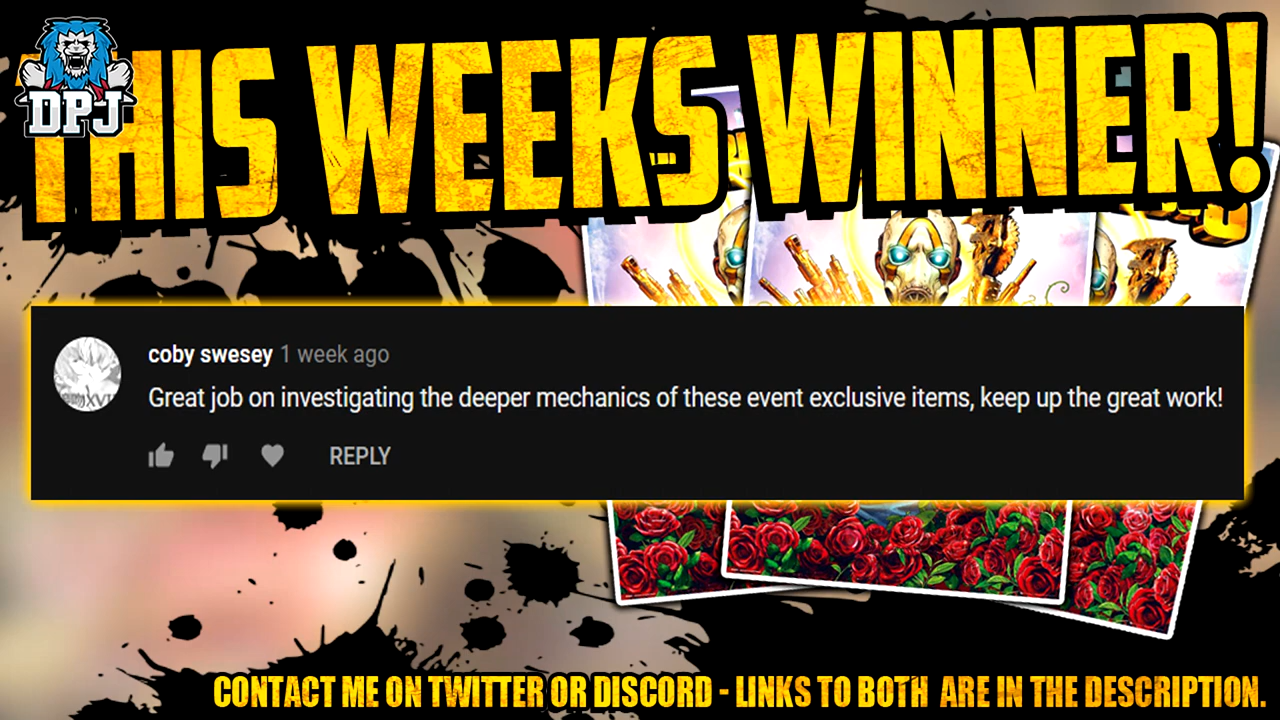 THIS WEEKS WINNER!
DPJ
coby swesey 1 week ago
Great job on investigating the deeper mechanics of these event exclusive items, keep up the great work!
REPLY
CONTACT ME ON TWITTER OR DISCORD - LINKS TO BOTH ARE IN THE DESCRIPTION.